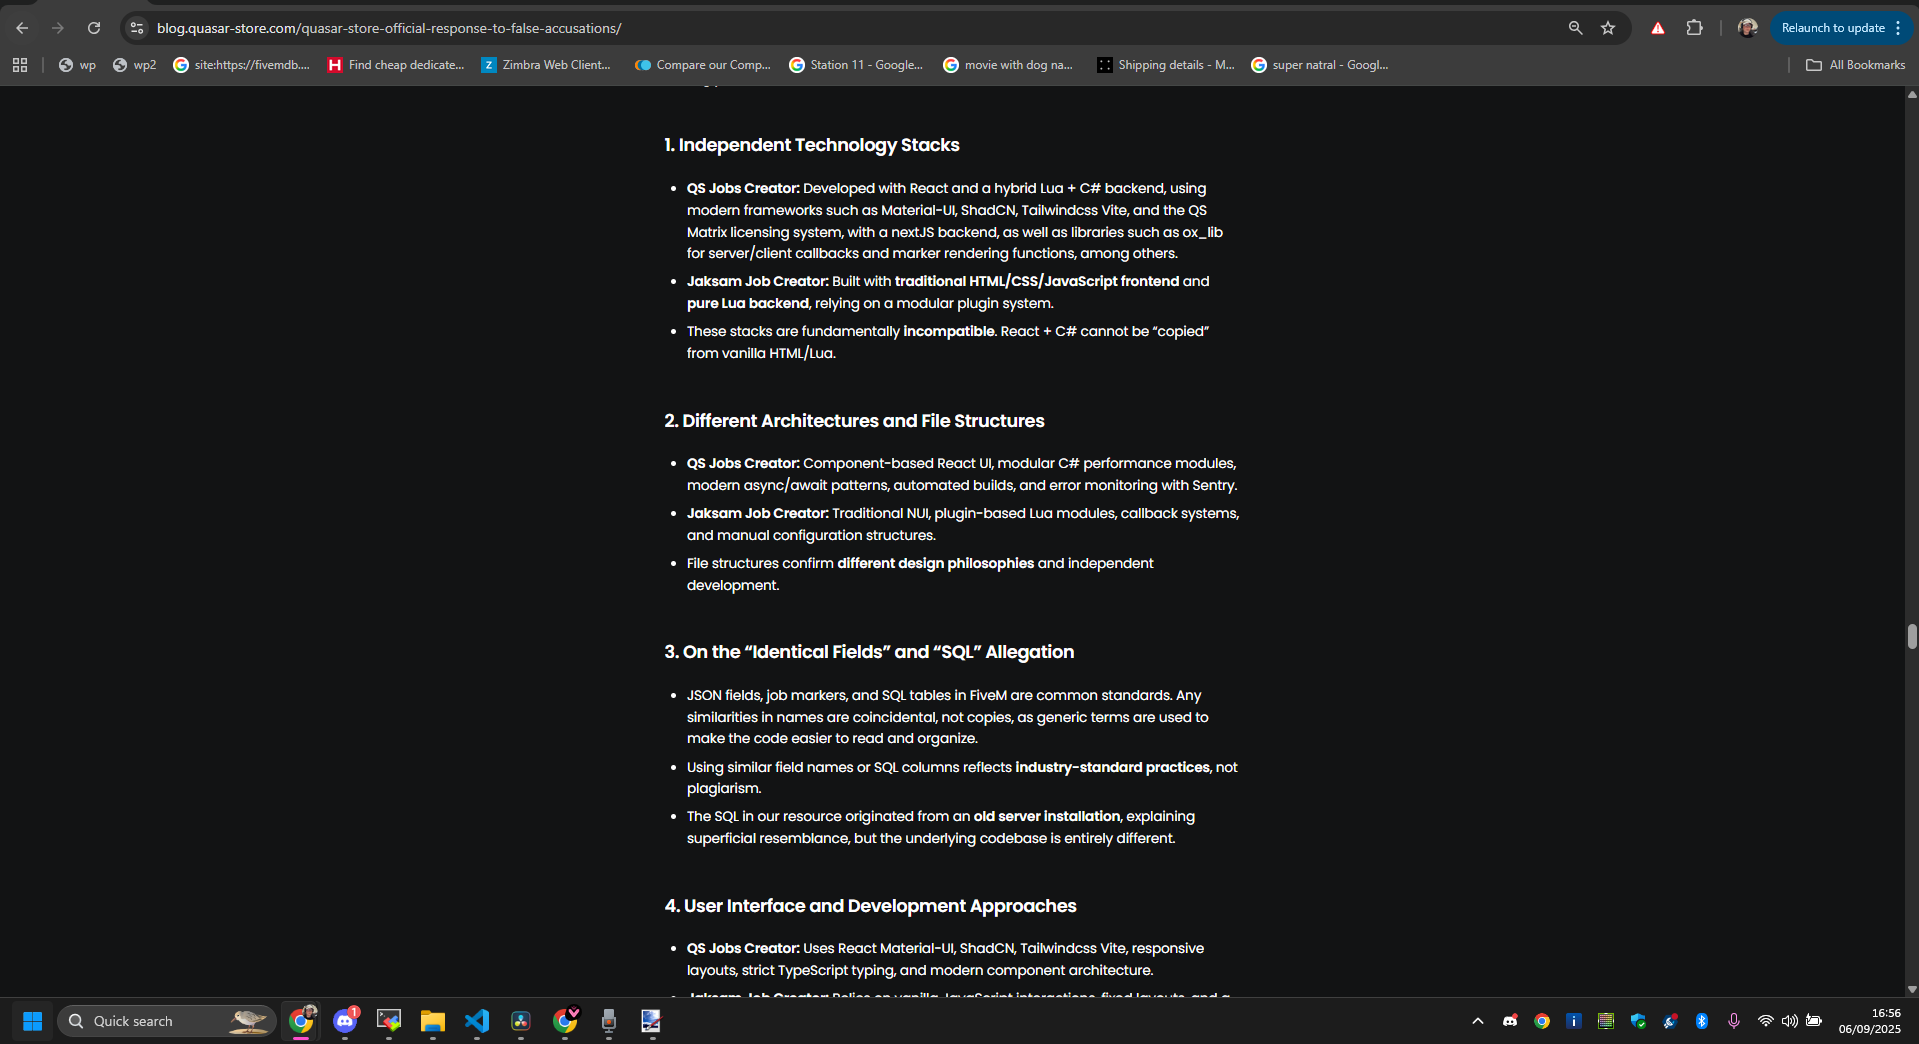 blog.quasar-store.com/quasar-store-official-response-to-false-accusations/
Relaunch to update
wp
wp2
site:https://fivemdb....
Find cheap dedicate...
Zimbra Web Client...
Compare our Comp...
Station 11 - Google...
movie with dog na...
Shipping details - M...
super natral - Googl...
All Bookmarks
1. Independent Technology Stacks
• QS Jobs Creator: Developed with React and a hybrid Lua + C# backend, using
modern frameworks such as Material-UI, ShadCN, Tailwindcss Vite, and the QS
Matrix licensing system, with a nextJS backend, as well as libraries such as ox_lib
for server/client callbacks and marker rendering functions, among others.
• Jaksam Job Creator: Built with traditional HTML/CSS/JavaScript frontend and
pure Lua backend, relying on a modular plugin system.
• These stacks are fundamentally incompatible. React + C# cannot be “copied”
from vanilla HTML/Lua.
2. Different Architectures and File Structures
• QS Jobs Creator: Component-based React UI, modular C# performance modules,
modern async/await patterns, automated builds, and error monitoring with Sentry.
• Jaksam Job Creator: Traditional NUI, plugin-based Lua modules, callback systems,
and manual configuration structures.
• File structures confirm different design philosophies and independent
development.
3. On the “Identical Fields” and “SQL” Allegation
• JSON fields, job markers, and SQL tables in FiveM are common standards. Any
similarities in names are coincidental, not copies, as generic terms are used to
make the code easier to read and organize.
• Using similar field names or SQL columns reflects industry-standard practices, not
plagiarism.
• The SQL in our resource originated from an old server installation, explaining
superficial resemblance, but the underlying codebase is entirely different.
4. User Interface and Development Approaches
• QS Jobs Creator: Uses React Material-UI, ShadCN, Tailwindcss Vite, responsive
layouts, strict TypeScript typing, and modern component architecture.
• Jaksam Job Creator: Relies on vanilla JavaScript interactions, fixed layouts, and a
Quick search
1
16:56
06/09/2025